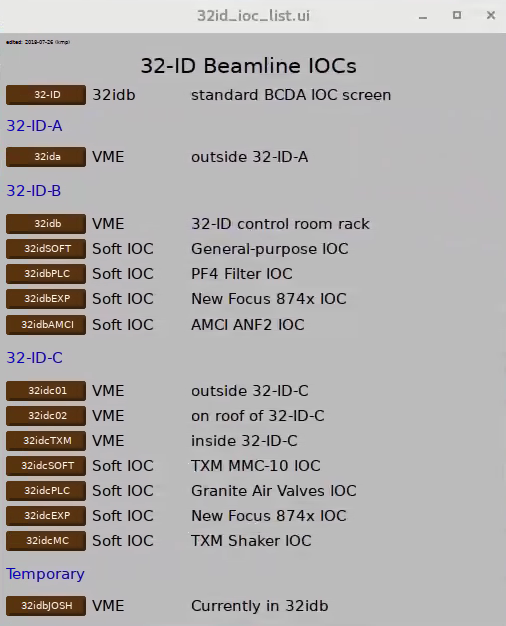 32id_ioc_list.ui
edited: 2018-07-26 (kmp)
32-ID Beamline IOCs
32-ID 32idb standard BCDA IOC screen
32-ID-A
32ida VME outside 32-ID-A
32-ID-B
32idb VME 32-ID control room rack
32idSOFT Soft IOC General-purpose IOC
32idbPLC Soft IOC PF4 Filter IOC
32idbEXP Soft IOC New Focus 874x IOC
32idbAMCI Soft IOC AMCI ANF2 IOC
32-ID-C
32idc01 VME outside 32-ID-C
32idc02 VME on roof of 32-ID-C
32idcTXM VME inside 32-ID-C
32idcSOFT Soft IOC TXM MMC-10 IOC
32idcPLC Soft IOC Granite Air Valves IOC
32idcEXP Soft IOC New Focus 874x IOC
32idcMC Soft IOC TXM Shaker IOC
Temporary
32idbJOSH VME Currently in 32idb